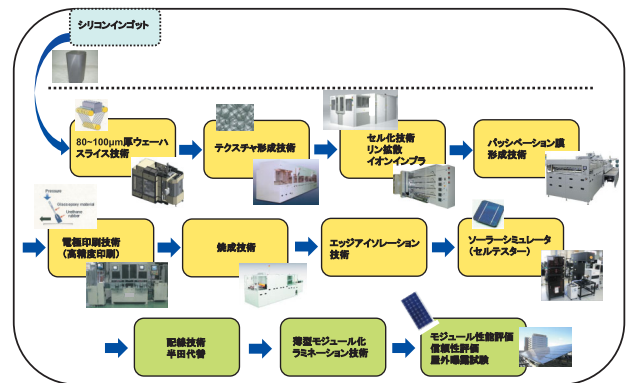 シリコンインゴット
80~100μm厚ウェーハ
スライス技術
テクスチャ形成技術
セル化技術
リン拡散
イオンインプラ
パッシベーション膜
形成技術
Pressure
Urethane
rubber
電極印刷技術
（高精度印刷）
焼成技術
エッジアイソレーション
技術
ソーラーシミュレータ
（セルテスター）
配線技術
半田代替
薄型モジュール化
ラミネーション技術
モジュール性能評価
信頼性評価
屋外曝露試験